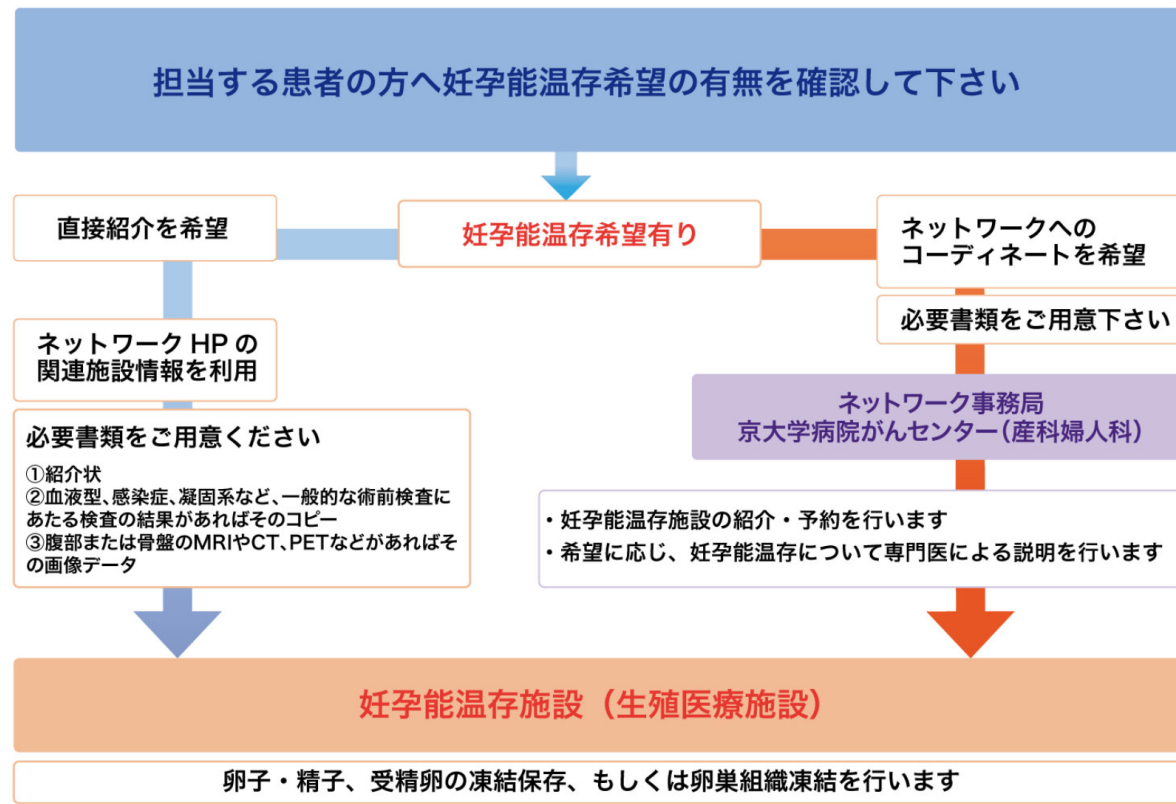 担当する患者の方へ妊孕能温存希望の有無を確認して下さい
妊孕能温存希望有り
直接紹介を希望
ネットワーク HP の
関連施設情報を利用
必要書類をご用意ください
①紹介状
②血液型、感染症、凝固系など、一般的な術前検査に
あたる検査の結果があればそのコピー
③腹部または骨盤のMRIやCT、PETなどがあればそ
の画像データ
ネットワークへの
コーディネートを希望
必要書類をご用意下さい
ネットワーク事務局
京大学病院がんセンター（産科婦人科）
・妊孕能温存施設の紹介・予約を行います
・希望に応じ、妊孕能温存について専門医による説明を行います
妊孕能温存施設（生殖医療施設）
卵子・精子、受精卵の凍結保存、もしくは卵巣組織凍結を行います